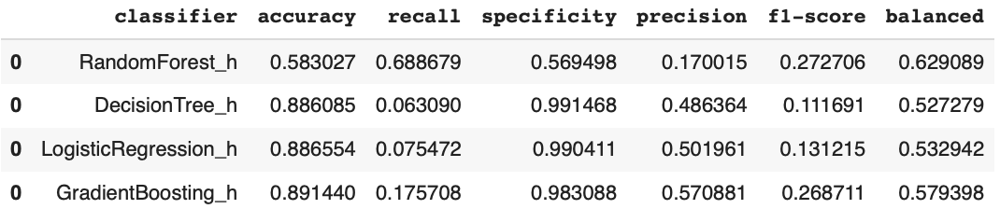 classifier accuracy recall specificity precision f1-score balanced
0 RandomForest_h 0.583027 0.688679 0.569498 0.170015 0.272706 0.629089
0 DecisionTree_h 0.886085 0.063090 0.991468 0.486364 0.111691 0.527279
0 LogisticRegression_h 0.886554 0.075472 0.990411 0.501961 0.131215 0.532942
0 GradientBoosting_h 0.891440 0.175708 0.983088 0.570881 0.268711 0.579398